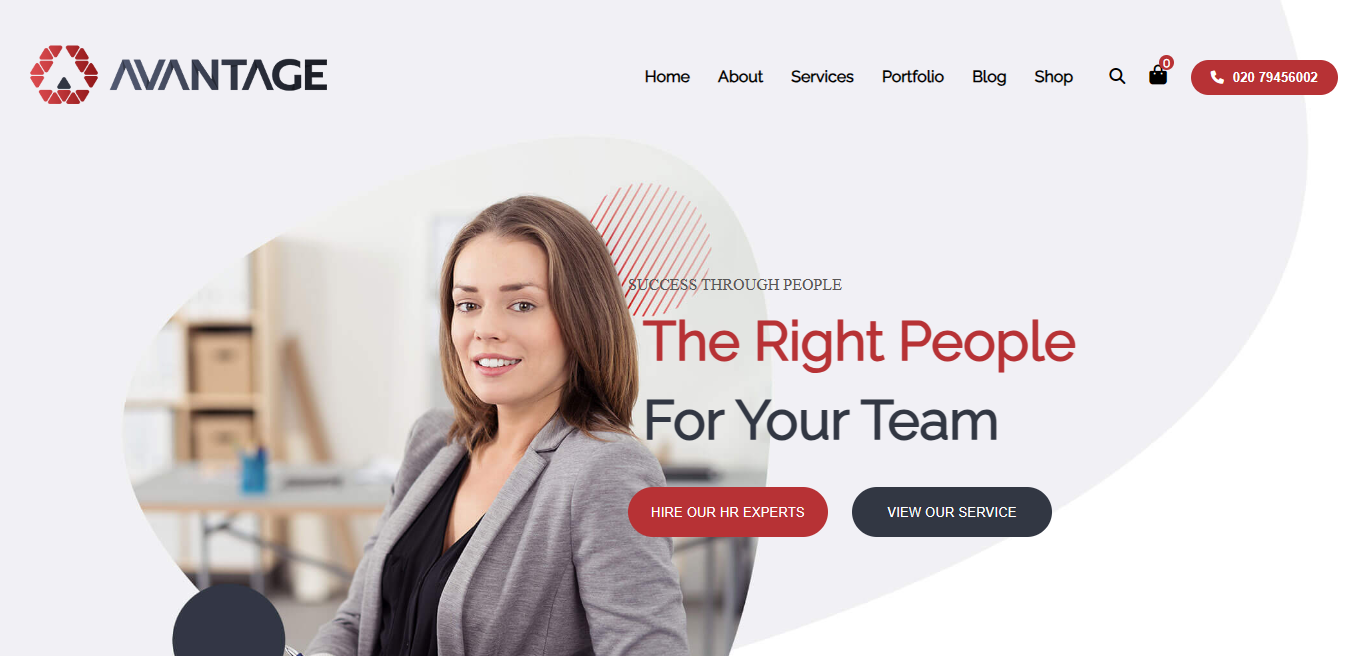 AVANTAGE
Home About Services Portfolio Blog Shop 0 020 79456002
SUCCESS THROUGH PEOPLE
The Right People
For Your Team
HIRE OUR HR EXPERTS VIEW OUR SERVICE